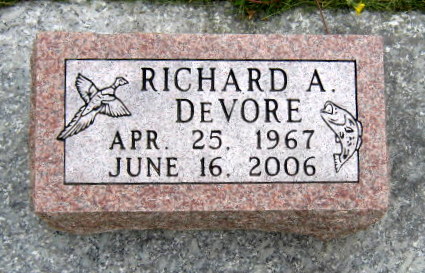 RICHARD A.
DEVORE
APR. 25. 1967
JUNE 16. 2006